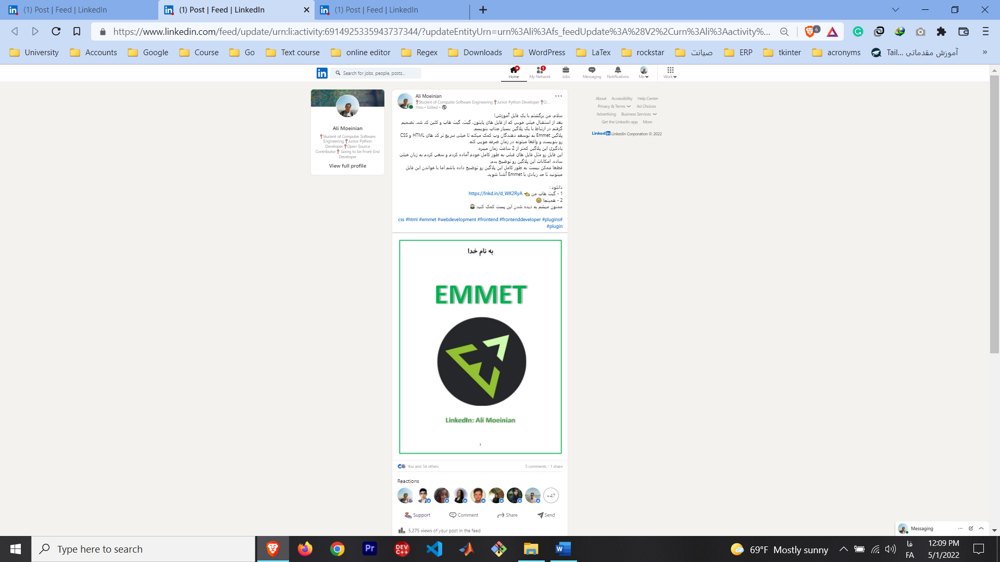 (1) Post | Feed | LinkedIn
(1) Post | Feed | LinkedIn
(1) Post | Feed | LinkedIn
https://www.linkedin.com/feed/update/urn:li:activity:6914925335943737344/?updateEntityUrn=urn%3Ali%3Afs_feedUpdate%3A%28V2%2Curn%3Ali%3Aactivity%...
6
University Accounts Google Course Go Text course online editor Regex Downloads WordPress LaTex rockstar صیانت ERP tkinter acronyms Tail... آموزش مقدماتی »
in Search for jobs, people, posts...
1
Home My Network Jobs Messaging Notifications Me Work
Ali Moeinian
Student of Computer Software
Engineering Junior Python
Developer Open-Source
Contributor Going to be Front-End
Developer
View full profile
Ali Moeinian
Student of Computer Software Engineering Junior Python Developer O...
1mo • Edited •
سلام، من برگشتم با یک فایل آموزشی!
بعد از استقبال خیلی خوبی که از فایل های پایتون، گیت، گیت هاب و کلین کد شد، تصمیم
گرفتم در ارتباط با یک پلاگین بسیار جذاب بنویسم.
پلاگین Emmet به توسعه دهندگان وب کمک میکنه تا خیلی سریع تر کد های HTML و CSS
رو بنویسند و واقعا میتونه در زمان صرفه جویی کنه.
یادگیری این پلاگین کمتر از 2 ساعت زمان میبره.
این فایل رو مثل فایل های قبلی به طور کامل خودم آماده کردم و سعی کردم به زبان خیلی
ساده، امکانات این پلاگین رو توضیح بدم.
قطعا ممکن نیست به طور کامل این پلاگین رو توضیح داده باشم اما با خواندن این فایل
میتونید تا حد زیادی با Emmet آشنا شوید.
دانلود :
1 - گیت هاب من 👈 https://lnkd.in/d_WK2RyA
2 - همینجا 😁
ممنون میشم به دیده شدن این پست کمک کنید
css #html #emmet #webdevelopment #frontend #frontenddeveloper #plugins#
#plugin
به نام خدا
EMMET
LinkedIn: Ali Moeinian
1
You and 54 others
5 comments • 1 share
Reactions
+47
Support Comment Share Send
5,275 views of your post in the feed
About Accessibility Help Center
Privacy & Terms Ad Choices
Advertising Business Services
Get the LinkedIn app More
LinkedIn LinkedIn Corporation © 2022
Messaging
Type here to search
Pr
DEV C++
W
69°F Mostly sunny
فا
FA
12:09 PM
5/1/2022